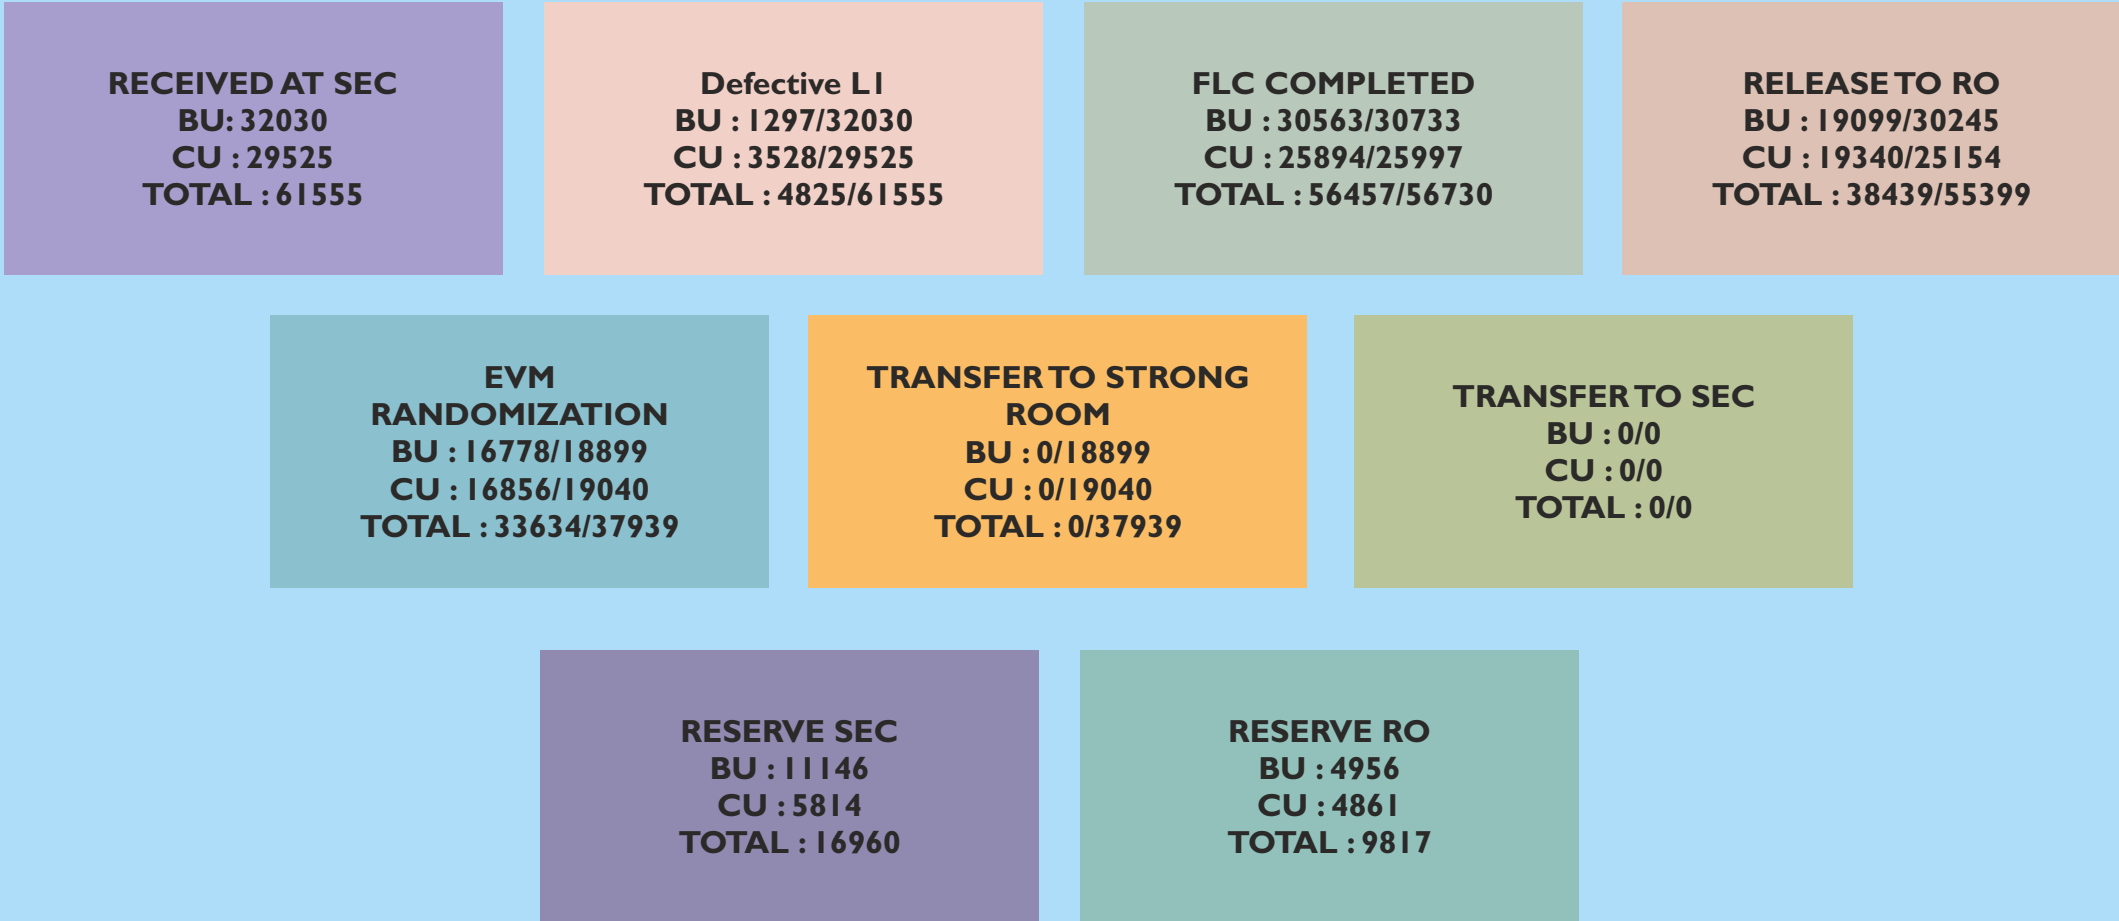 RECEIVED AT SEC
BU: 32030
CU : 29525
TOTAL : 61555
Defective L1
BU : 1297/32030
CU : 3528/29525
TOTAL : 4825/61555
FLC COMPLETED
BU : 30563/30733
CU : 25894/25997
TOTAL : 56457/56730
RELEASE TO RO
BU : 19099/30245
CU : 19340/25154
TOTAL : 38439/55399
EVM
RANDOMIZATION
BU : 16778/18899
CU : 16856/19040
TOTAL : 33634/37939
TRANSFER TO STRONG
ROOM
BU : 0/18899
CU : 0/19040
TOTAL : 0/37939
TRANSFER TO SEC
BU : 0/0
CU : 0/0
TOTAL : 0/0
RESERVE SEC
BU : 11146
CU : 5814
TOTAL : 16960
RESERVE RO
BU : 4956
CU : 4861
TOTAL : 9817